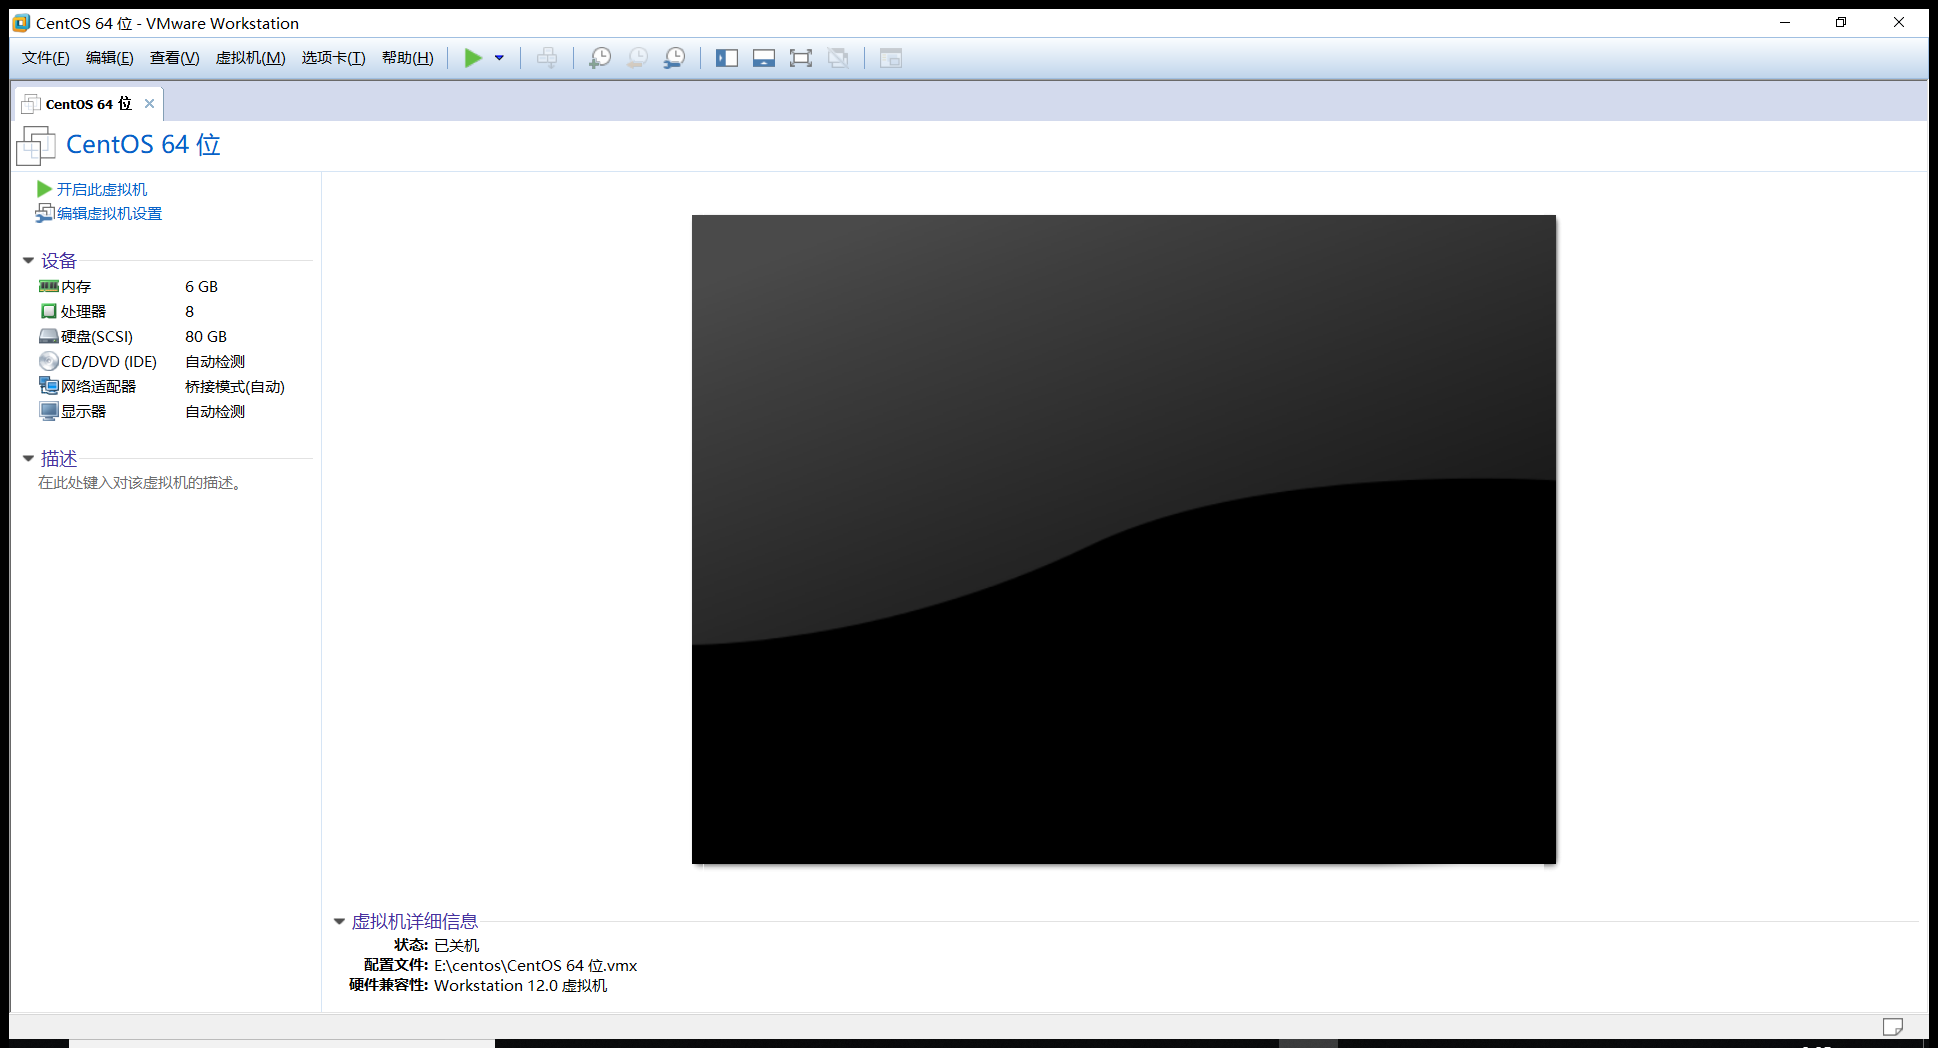 CentOS 64 位 - VMware Workstation
文件(F) 编辑(E) 查看(V) 虚拟机(M) 选项卡(T) 帮助(H)
CentOS 64 位
CentOS 64 位
开启此虚拟机
编辑虚拟机设置
设备
内存 6 GB
处理器 8
硬盘(SCSI) 80 GB
CD/DVD (IDE) 自动检测
网络适配器 桥接模式(自动)
显示器 自动检测
描述
在此处键入对该虚拟机的描述。
虚拟机详细信息
状态: 已关机
配置文件: E:\centos\CentOS 64 位.vmx
硬件兼容性: Workstation 12.0 虚拟机